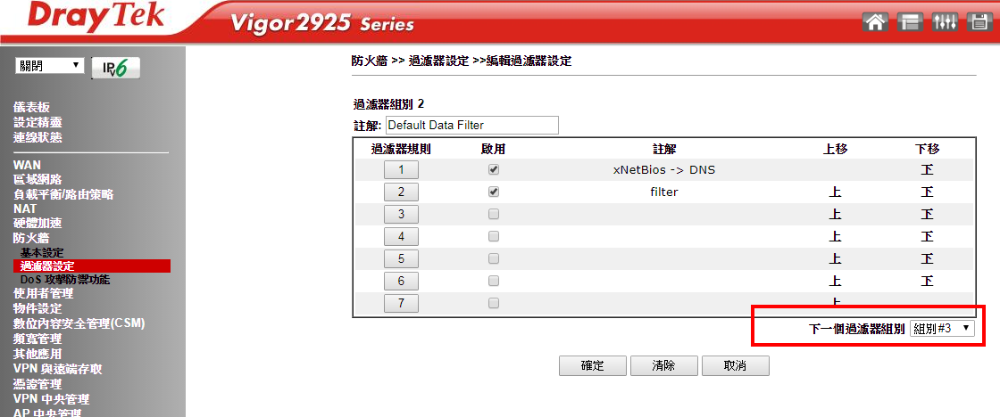 DrayTek
Vigor2925 Series
關閉
IPv6
儀表板
設定精靈
連線狀態
WAN
區域網路
負載平衡/路由策略
NAT
硬體加速
防火牆
基本設定
過濾器設定
DoS 攻擊防禦功能
使用者管理
物件設定
數位內容安全管理(CSM)
頻寬管理
其他應用
VPN 與遠端存取
憑證管理
VPN 中央管理
AP 中央管理
防火牆 >> 過濾器設定 >>編輯過濾器設定
過濾器組別 2
註解: Default Data Filter
過濾器規則 啟用 註解 上移 下移
1 xNetBios -> DNS 下
2 filter 上 下
3 上 下
4 上 下
5 上 下
6 上 下
7 上
下一個過濾器組別 組別#3
確定 清除 取消